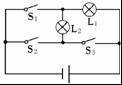 S₁ L₁
L₂
S₂ S₃